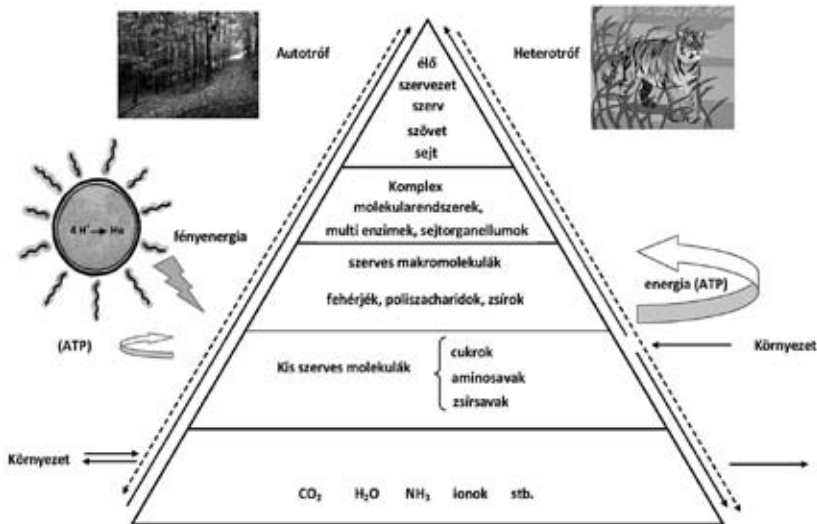 Autotróf
Heterotróf
élő
szervezet
szerv
szövet
sejt
Komplex
molekularendszerek,
multi enzimek, sejtorganellumok
4 H⁺ → He
fényenergia
szerves makromolekulák
fehérjék, poliszacharidok, zsírok
energia (ATP)
(ATP)
Környezet
Kis szerves molekulák
cukrok
aminosavak
zsírsavak
Környezet
CO₂ H₂O NH₃ ionok stb.